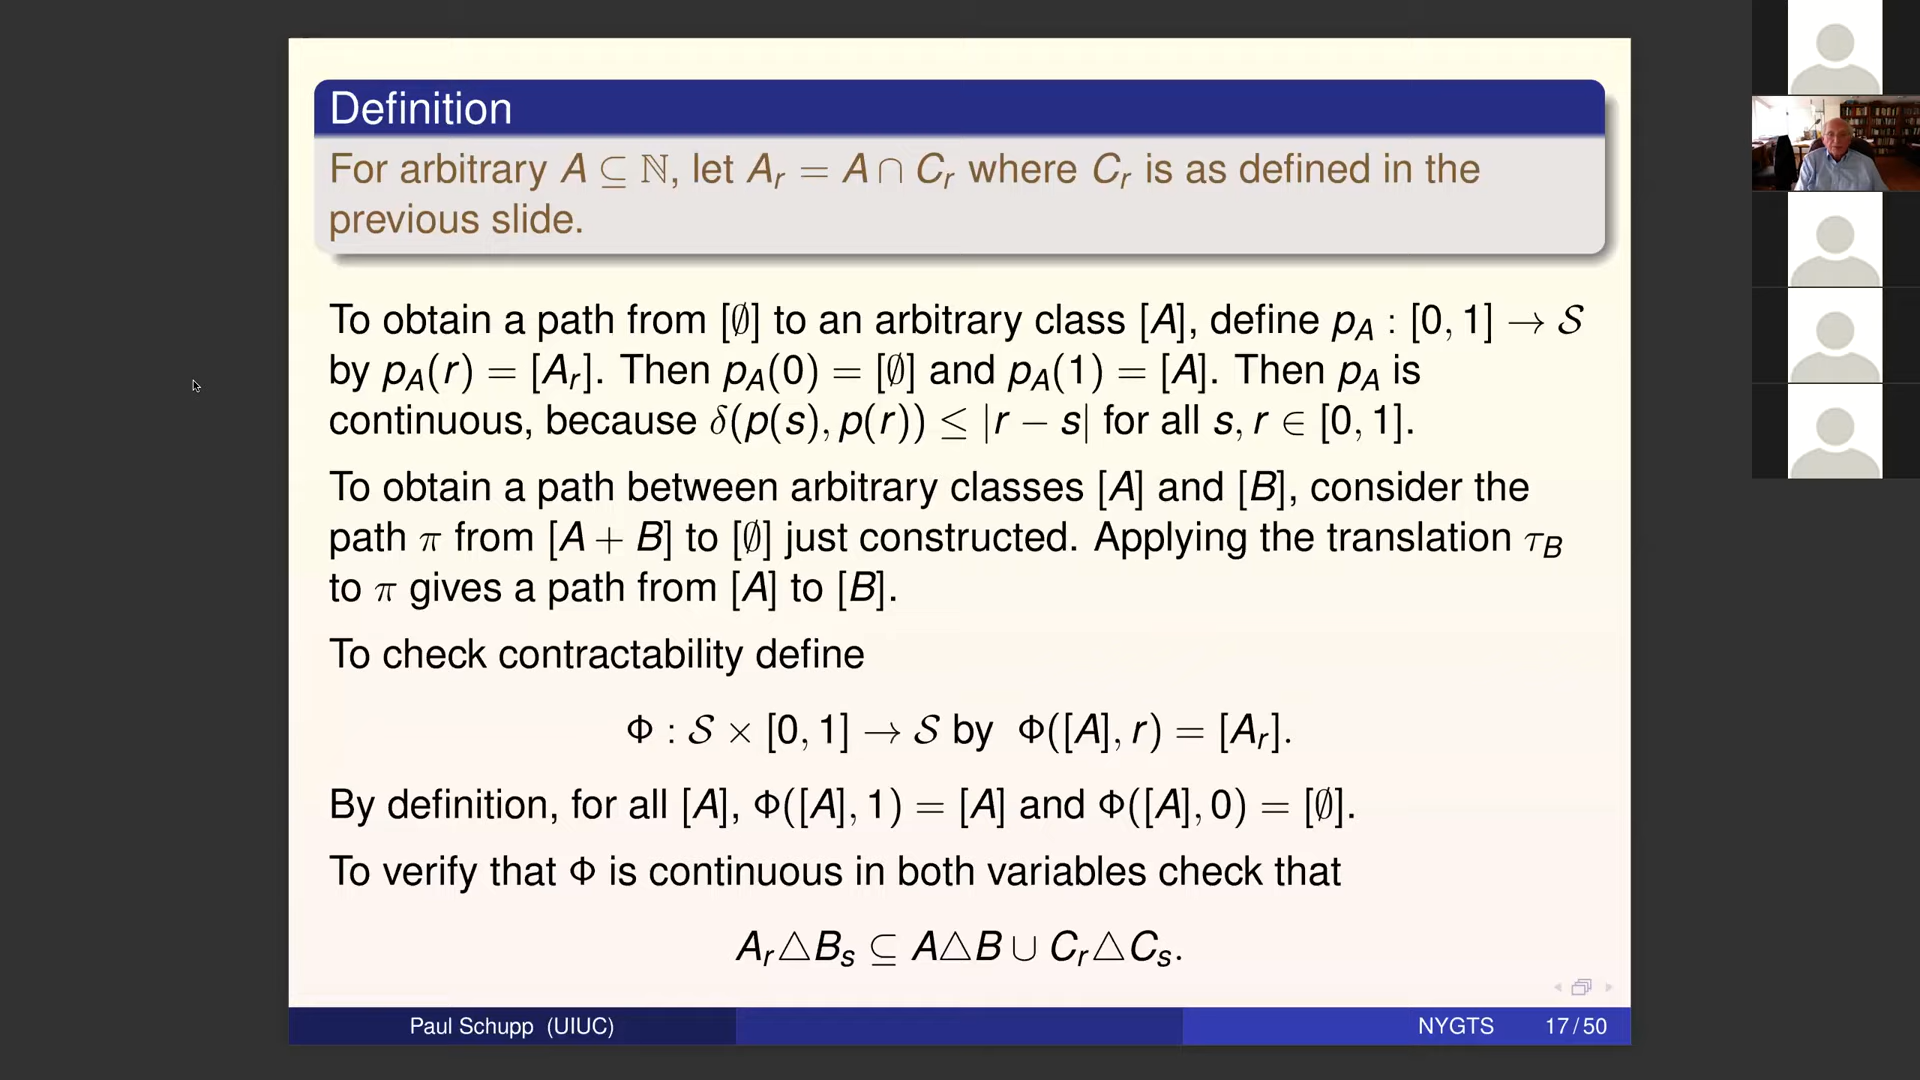 Definition
For arbitrary A ⊆ ℕ, let A_r = A ∩ C_r where C_r is as defined in the
previous slide.
To obtain a path from [∅] to an arbitrary class [A], define p_A : [0, 1] → 𝒮
by p_A(r) = [A_r]. Then p_A(0) = [∅] and p_A(1) = [A]. Then p_A is
continuous, because δ(p(s), p(r)) ≤ |r − s| for all s, r ∈ [0, 1].
To obtain a path between arbitrary classes [A] and [B], consider the
path π from [A + B] to [∅] just constructed. Applying the translation τ_B
to π gives a path from [A] to [B].
To check contractability define
Φ : 𝒮 × [0, 1] → 𝒮 by Φ([A], r) = [A_r].
By definition, for all [A], Φ([A], 1) = [A] and Φ([A], 0) = [∅].
To verify that Φ is continuous in both variables check that
A_r△B_s ⊆ A△B ∪ C_r△C_s.
Paul Schupp (UIUC)
NYGTS
17 / 50